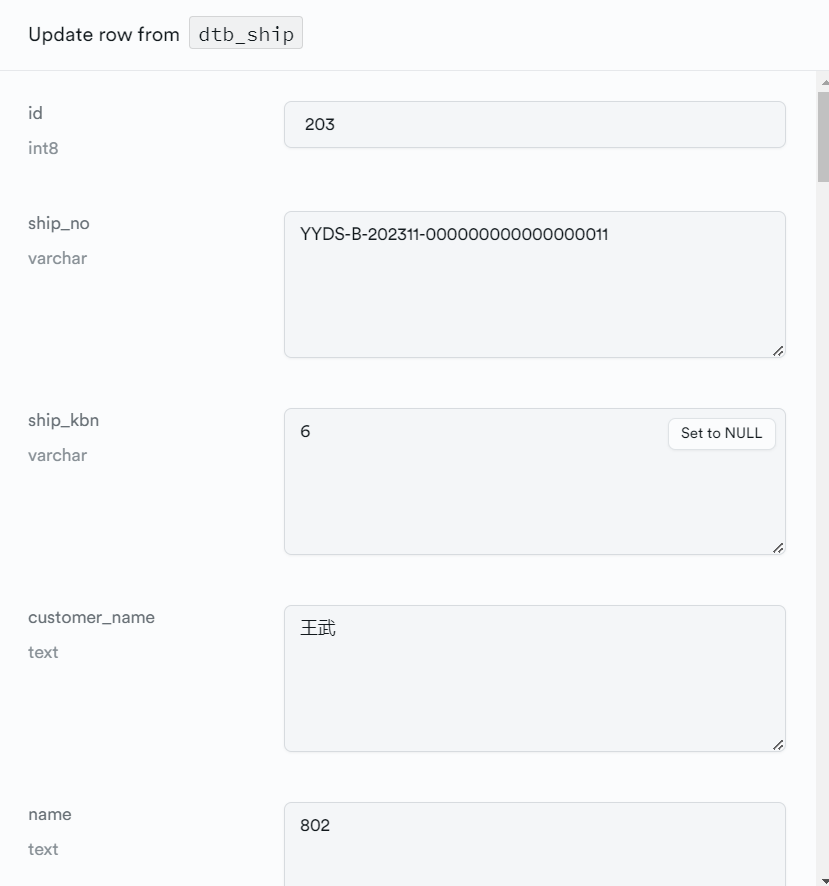 Update row from dtb_ship
id
int8
203
ship_no
varchar
YYDS-B-202311-000000000000000011
ship_kbn
varchar
6
Set to NULL
customer_name
text
王武
name
text
802